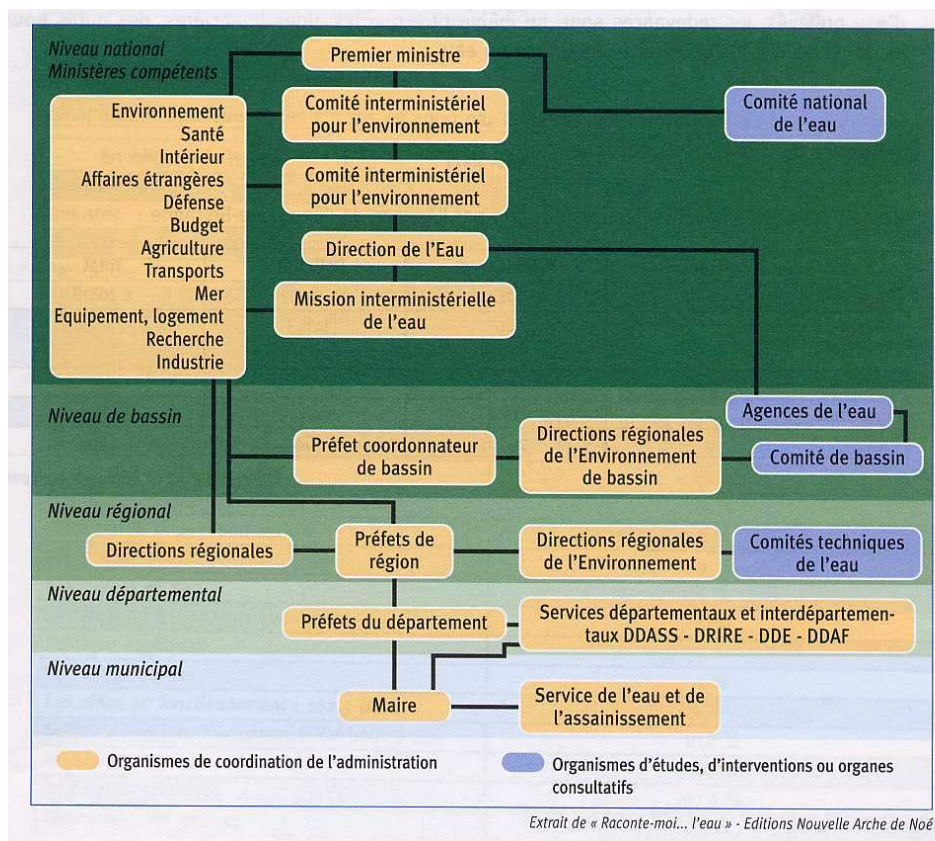 Niveau national
Ministères compétents
Premier ministre
Environnement
Santé
Intérieur
Affaires étrangères
Défense
Budget
Agriculture
Transports
Mer
Equipement, logement
Recherche
Industrie
Comité interministériel
pour l'environnement
Comité national
de l'eau
Comité interministériel
pour l'environnement
Direction de l'Eau
Mission interministérielle
de l'eau
Niveau de bassin
Agences de l'eau
Préfet coordonnateur
de bassin
Directions régionales
de l'Environnement
de bassin
Comité de bassin
Niveau régional
Directions régionales
Préfets de
région
Directions régionales
de l'Environnement
Comités techniques
de l'eau
Niveau départemental
Préfets du département
Services départementaux et interdépartemen-
taux DDASS - DRIRE - DDE - DDAF
Niveau municipal
Maire
Service de l'eau et de
l'assainissement
Organismes de coordination de l'administration
Organismes d'études, d'interventions ou organes
consultatifs
Extrait de « Raconte-moi... l'eau » - Editions Nouvelle Arche de Noé